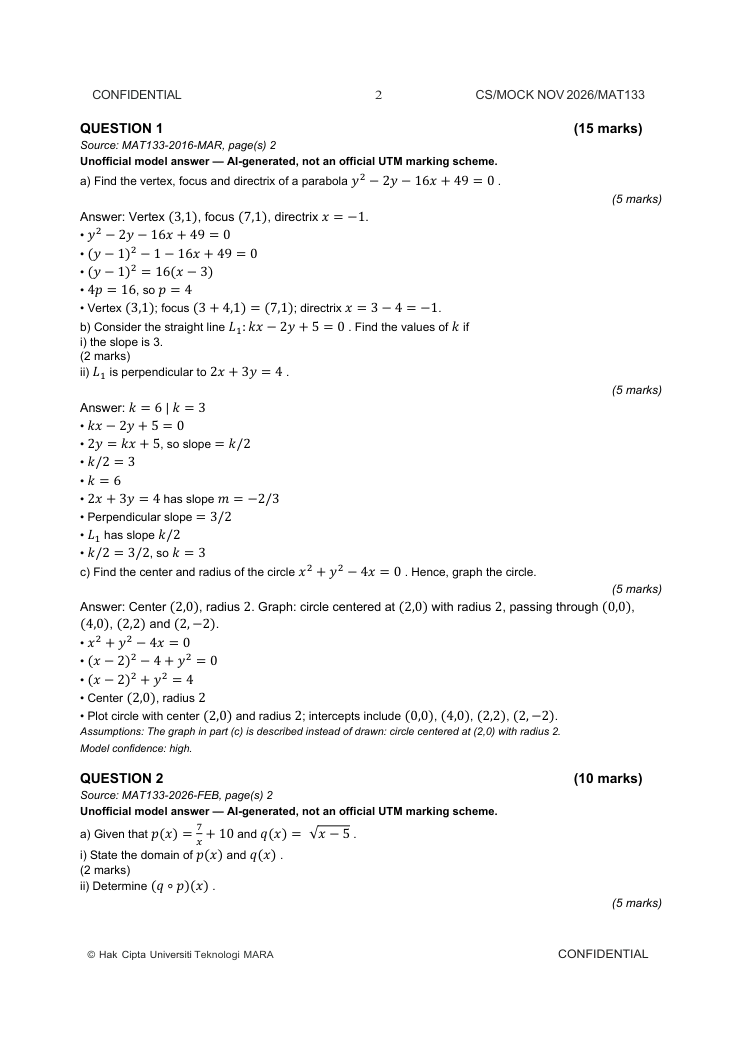 CONFIDENTIAL 2 CS/MOCK NOV 2026/MAT133
QUESTION 1 (15 marks)
Source: MAT133-2016-MAR, page(s) 2
Unofficial model answer — AI-generated, not an official UTM marking scheme.
a) Find the vertex, focus and directrix of a parabola y² − 2y − 16x + 49 = 0 .
(5 marks)
Answer: Vertex (3,1), focus (7,1), directrix x = −1.
• y² − 2y − 16x + 49 = 0
• (y − 1)² − 1 − 16x + 49 = 0
• (y − 1)² = 16(x − 3)
• 4p = 16, so p = 4
• Vertex (3,1); focus (3 + 4,1) = (7,1); directrix x = 3 − 4 = −1.
b) Consider the straight line L₁: kx − 2y + 5 = 0 . Find the values of k if
i) the slope is 3.
(2 marks)
ii) L₁ is perpendicular to 2x + 3y = 4 .
(5 marks)
Answer: k = 6 | k = 3
• kx − 2y + 5 = 0
• 2y = kx + 5, so slope = k/2
• k/2 = 3
• k = 6
• 2x + 3y = 4 has slope m = −2/3
• Perpendicular slope = 3/2
• L₁ has slope k/2
• k/2 = 3/2, so k = 3
c) Find the center and radius of the circle x² + y² − 4x = 0 . Hence, graph the circle.
(5 marks)
Answer: Center (2,0), radius 2. Graph: circle centered at (2,0) with radius 2, passing through (0,0),
(4,0), (2,2) and (2, −2).
• x² + y² − 4x = 0
• (x − 2)² − 4 + y² = 0
• (x − 2)² + y² = 4
• Center (2,0), radius 2
• Plot circle with center (2,0) and radius 2; intercepts include (0,0), (4,0), (2,2), (2, −2).
Assumptions: The graph in part (c) is described instead of drawn: circle centered at (2,0) with radius 2.
Model confidence: high.
QUESTION 2 (10 marks)
Source: MAT133-2026-FEB, page(s) 2
Unofficial model answer — AI-generated, not an official UTM marking scheme.
a) Given that p(x) = 7/x + 10 and q(x) = √(x − 5) .
i) State the domain of p(x) and q(x) .
(2 marks)
ii) Determine (q ∘ p)(x) .
(5 marks)
© Hak Cipta Universiti Teknologi MARA CONFIDENTIAL